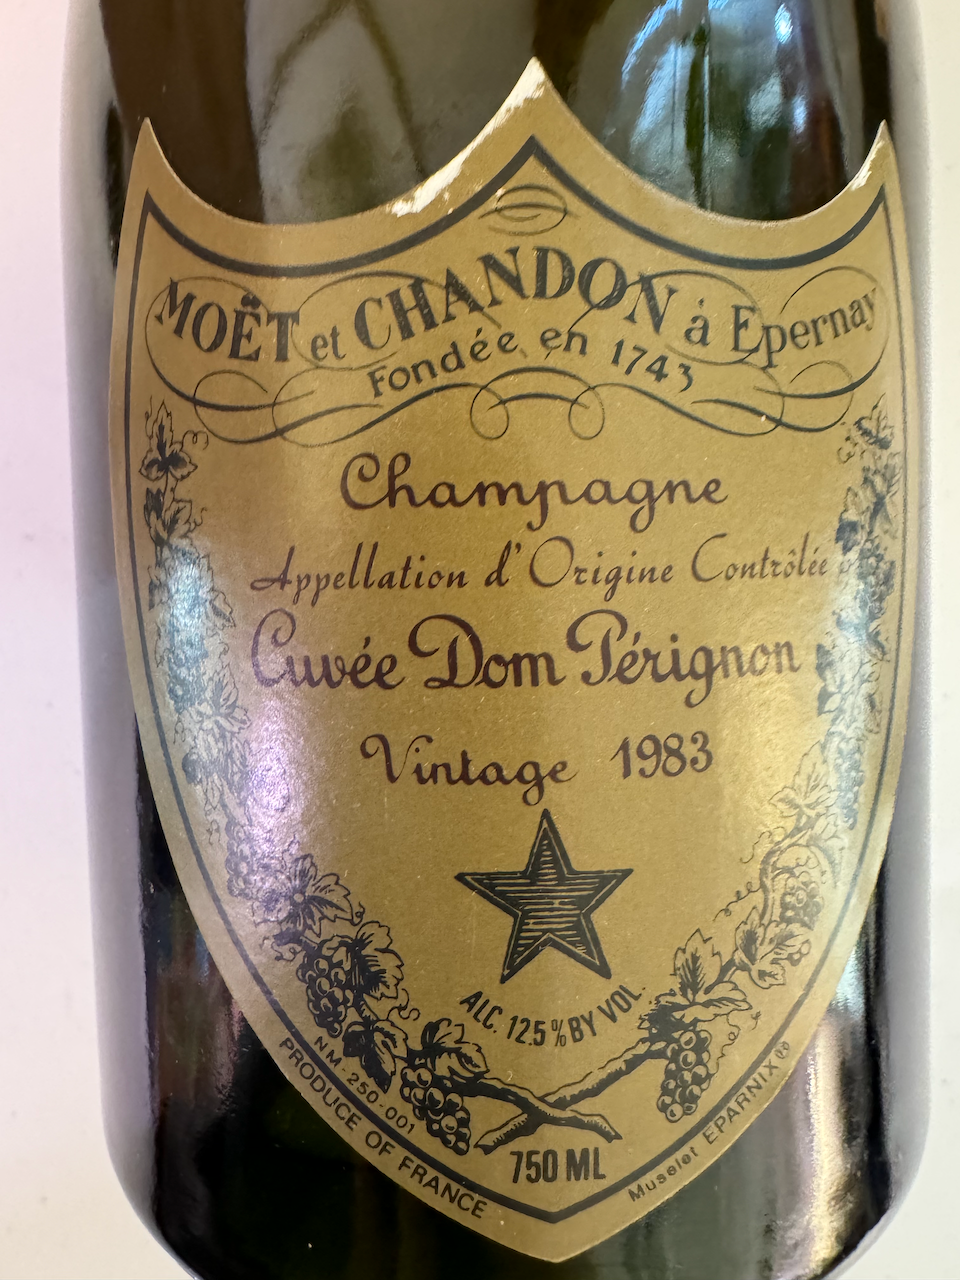 MOËT et CHANDON à Epernay
Fondée en 1743
Champagne
Appellation d'Origine Contrôlée
Cuvée Dom Pérignon
Vintage 1983
ALC. 12.5% BY VOL.
NM-250-001
PRODUCE OF FRANCE
750 ML
Muselet EPARNIX